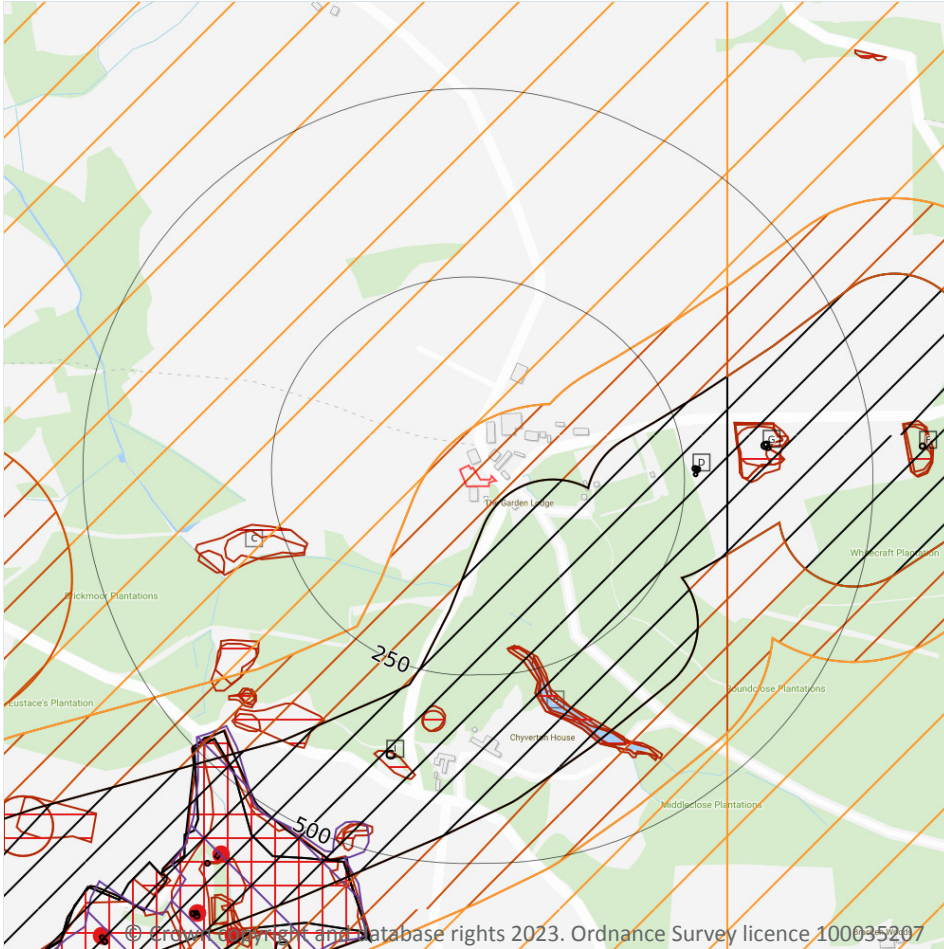 G
F
D
The Garden Lodge
C
Whitecraft Plantation
Brickmoor Plantations
250
Eustace's Plantation
Roundclose Plantations
Chyverton House
Middleclose Plantations
500
© Crown copyright and database rights 2023. Ordnance Survey licence